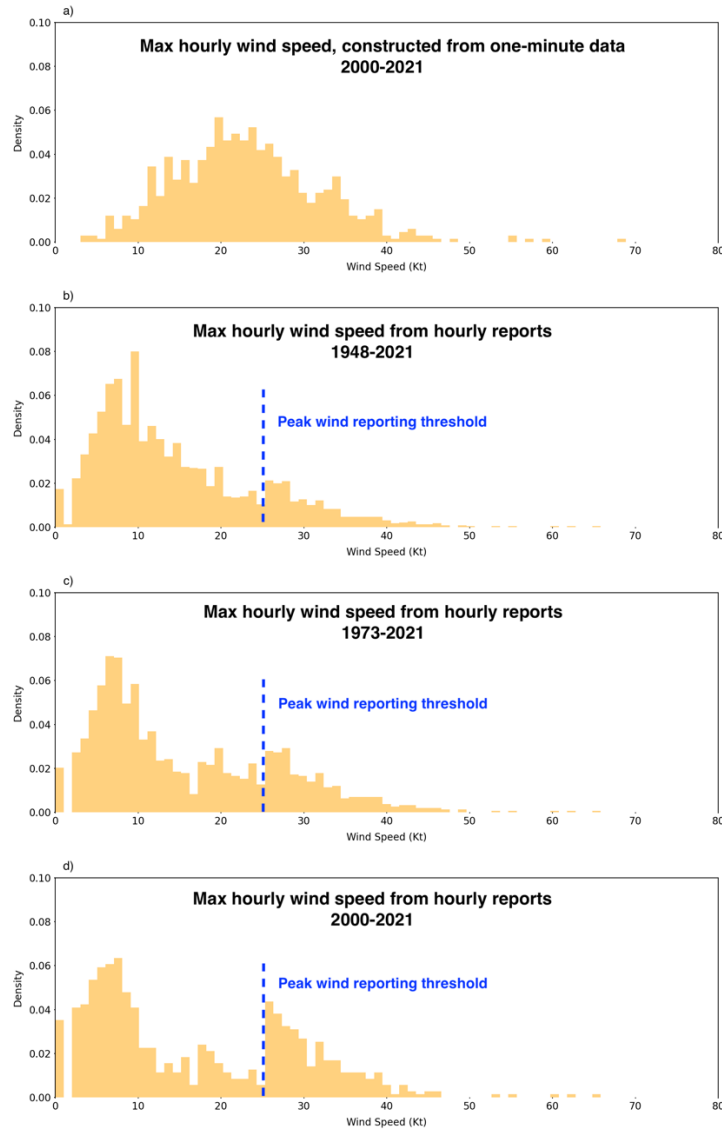 a)
Max hourly wind speed, constructed from one-minute data
2000-2021
0.10
0.08
0.06
0.04
0.02
0.00
Density
0 10 20 30 40 50 60 70 80
Wind Speed (Kt)
b)
Max hourly wind speed from hourly reports
1948-2021
Peak wind reporting threshold
0.10
0.08
0.06
0.04
0.02
0.00
Density
0 10 20 30 40 50 60 70 80
Wind Speed (Kt)
c)
Max hourly wind speed from hourly reports
1973-2021
Peak wind reporting threshold
0.10
0.08
0.06
0.04
0.02
0.00
Density
0 10 20 30 40 50 60 70 80
Wind Speed (Kt)
d)
Max hourly wind speed from hourly reports
2000-2021
Peak wind reporting threshold
0.10
0.08
0.06
0.04
0.02
0.00
Density
0 10 20 30 40 50 60 70 80
Wind Speed (Kt)